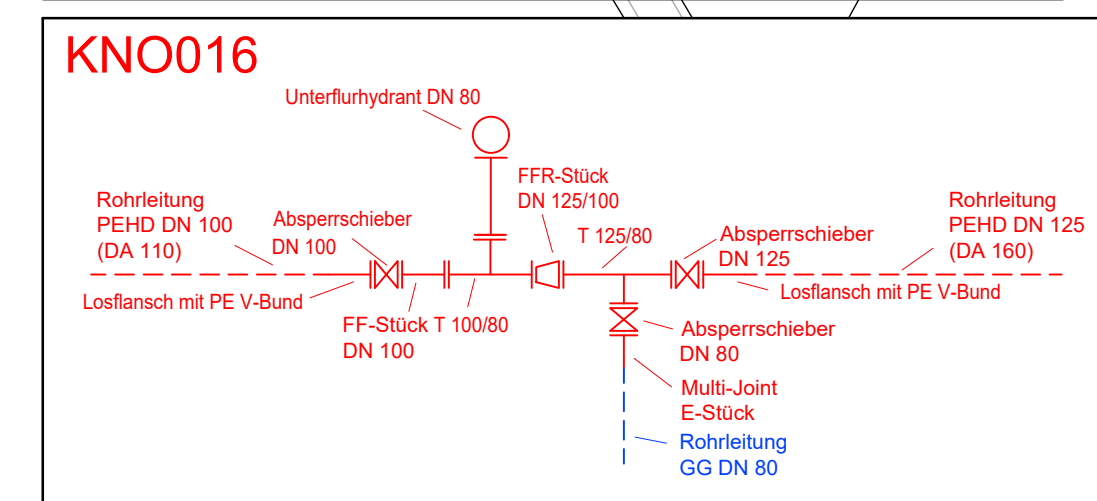 KNO016
Unterflurhydrant DN 80
FFR-Stück
DN 125/100
Rohrleitung
PEHD DN 100
(DA 110)
Absperrschieber
DN 100
T 125/80
Absperrschieber
DN 125
Rohrleitung
PEHD DN 125
(DA 160)
Losflansch mit PE V-Bund
Losflansch mit PE V-Bund
FF-Stück
DN 100
T 100/80
Absperrschieber
DN 80
Multi-Joint
E-Stück
Rohrleitung
GG DN 80